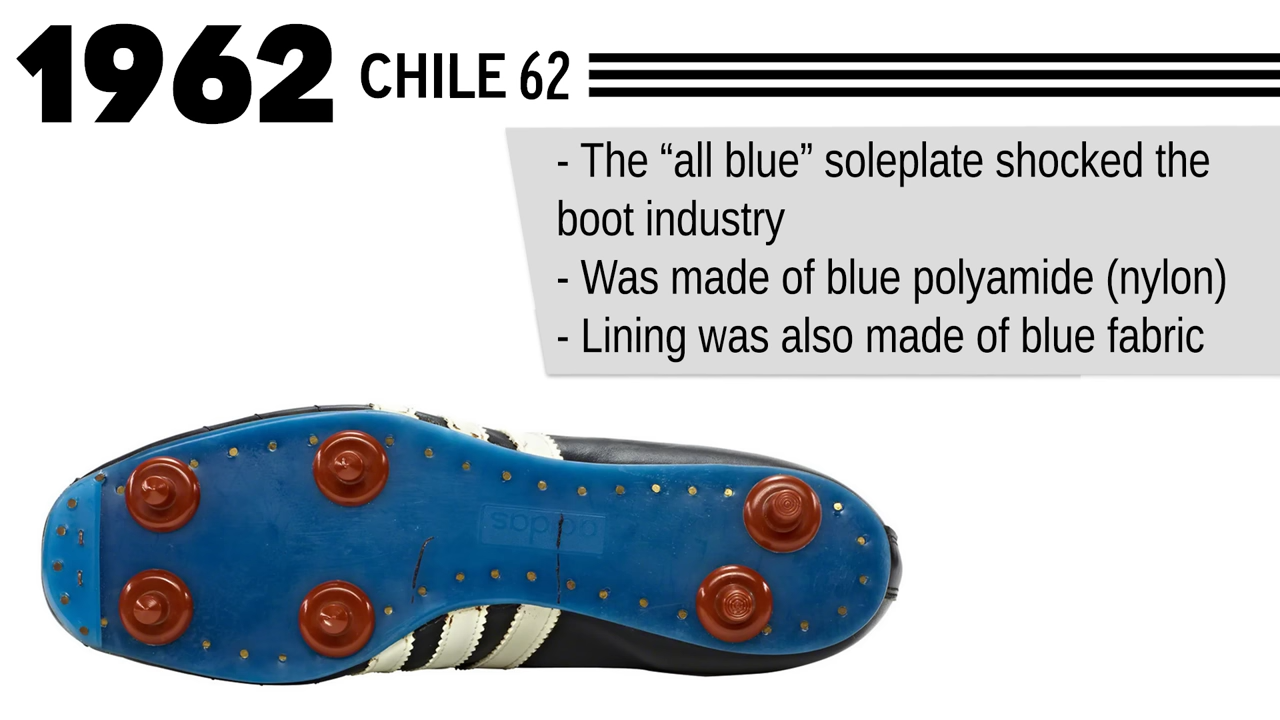 1962 CHILE 62
- The “all blue” soleplate shocked the
boot industry
- Was made of blue polyamide (nylon)
- Lining was also made of blue fabric
adidas